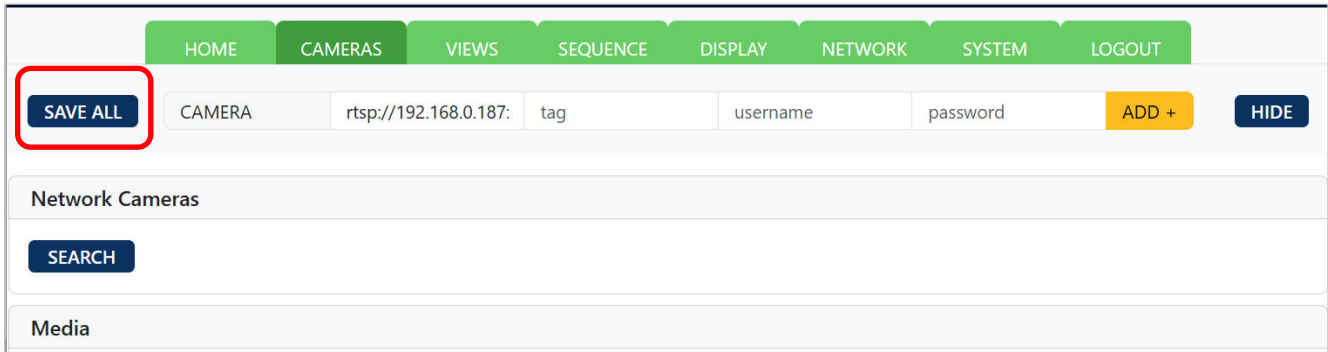 HOME CAMERAS VIEWS SEQUENCE DISPLAY NETWORK SYSTEM LOGOUT
SAVE ALL CAMERA rtsp://192.168.0.187: tag username password ADD + HIDE
Network Cameras
SEARCH
Media